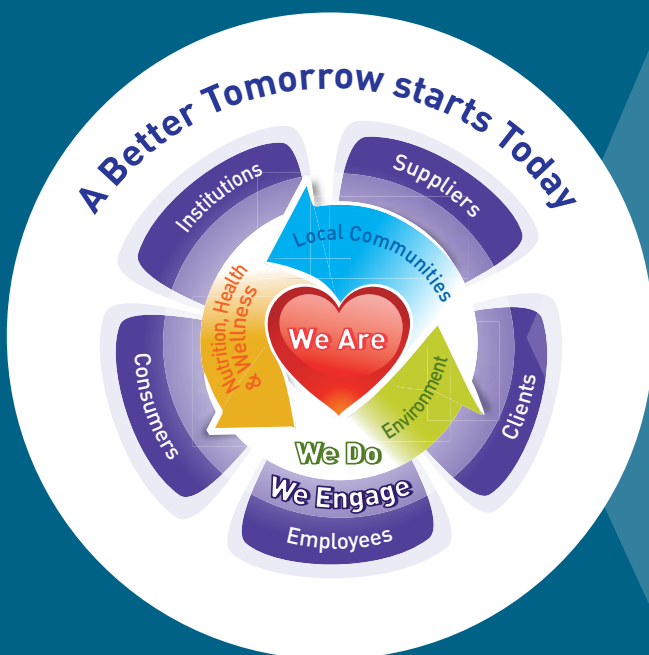 A Better Tomorrow starts Today
Institutions
Suppliers
Local Communities
Nutrition, Health
& Wellness
We Are
Environment
Consumers
Clients
We Do
We Engage
Employees